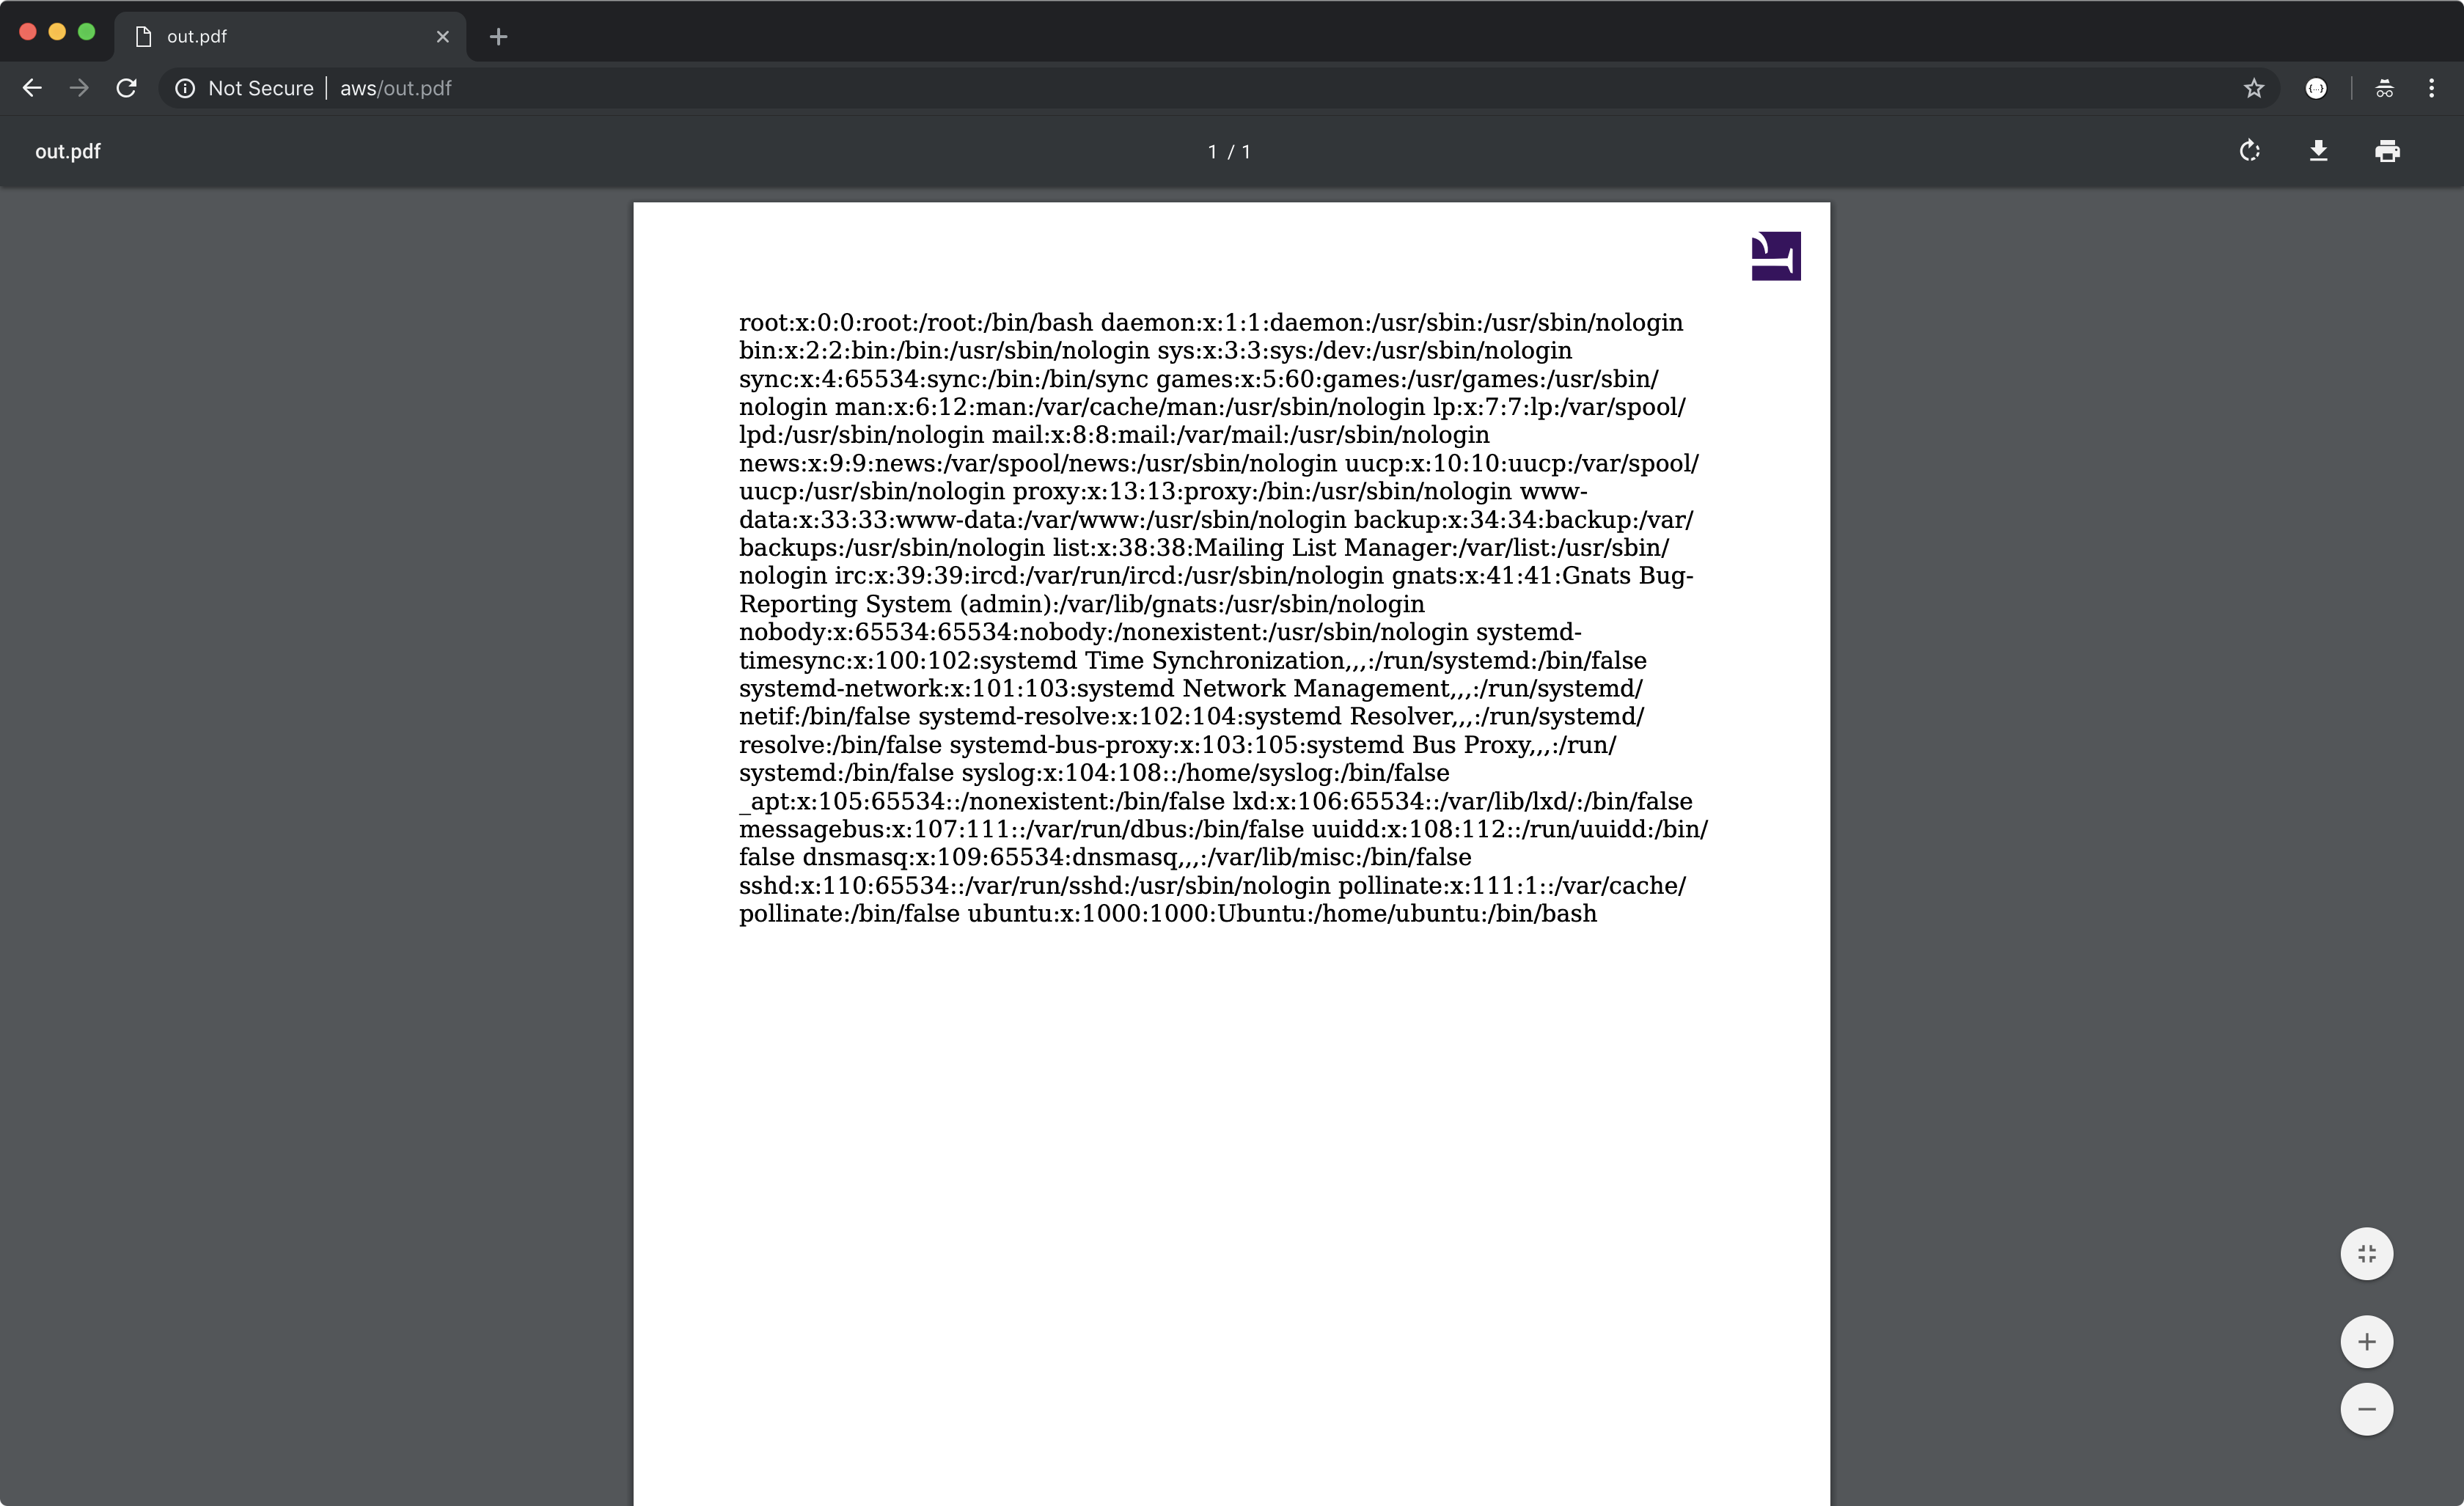 out.pdf
Not Secure | aws/out.pdf
out.pdf
1 / 1
root:x:0:0:root:/root:/bin/bash daemon:x:1:1:daemon:/usr/sbin:/usr/sbin/nologin
bin:x:2:2:bin:/bin:/usr/sbin/nologin sys:x:3:3:sys:/dev:/usr/sbin/nologin
sync:x:4:65534:sync:/bin:/bin/sync games:x:5:60:games:/usr/games:/usr/sbin/
nologin man:x:6:12:man:/var/cache/man:/usr/sbin/nologin lp:x:7:7:lp:/var/spool/
lpd:/usr/sbin/nologin mail:x:8:8:mail:/var/mail:/usr/sbin/nologin
news:x:9:9:news:/var/spool/news:/usr/sbin/nologin uucp:x:10:10:uucp:/var/spool/
uucp:/usr/sbin/nologin proxy:x:13:13:proxy:/bin:/usr/sbin/nologin www-
data:x:33:33:www-data:/var/www:/usr/sbin/nologin backup:x:34:34:backup:/var/
backups:/usr/sbin/nologin list:x:38:38:Mailing List Manager:/var/list:/usr/sbin/
nologin irc:x:39:39:ircd:/var/run/ircd:/usr/sbin/nologin gnats:x:41:41:Gnats Bug-
Reporting System (admin):/var/lib/gnats:/usr/sbin/nologin
nobody:x:65534:65534:nobody:/nonexistent:/usr/sbin/nologin systemd-
timesync:x:100:102:systemd Time Synchronization,,,:/run/systemd:/bin/false
systemd-network:x:101:103:systemd Network Management,,,:/run/systemd/
netif:/bin/false systemd-resolve:x:102:104:systemd Resolver,,,:/run/systemd/
resolve:/bin/false systemd-bus-proxy:x:103:105:systemd Bus Proxy,,,:/run/
systemd:/bin/false syslog:x:104:108::/home/syslog:/bin/false
_apt:x:105:65534::/nonexistent:/bin/false lxd:x:106:65534::/var/lib/lxd/:/bin/false
messagebus:x:107:111::/var/run/dbus:/bin/false uuidd:x:108:112::/run/uuidd:/bin/
false dnsmasq:x:109:65534:dnsmasq,,,:/var/lib/misc:/bin/false
sshd:x:110:65534::/var/run/sshd:/usr/sbin/nologin pollinate:x:111:1::/var/cache/
pollinate:/bin/false ubuntu:x:1000:1000:Ubuntu:/home/ubuntu:/bin/bash